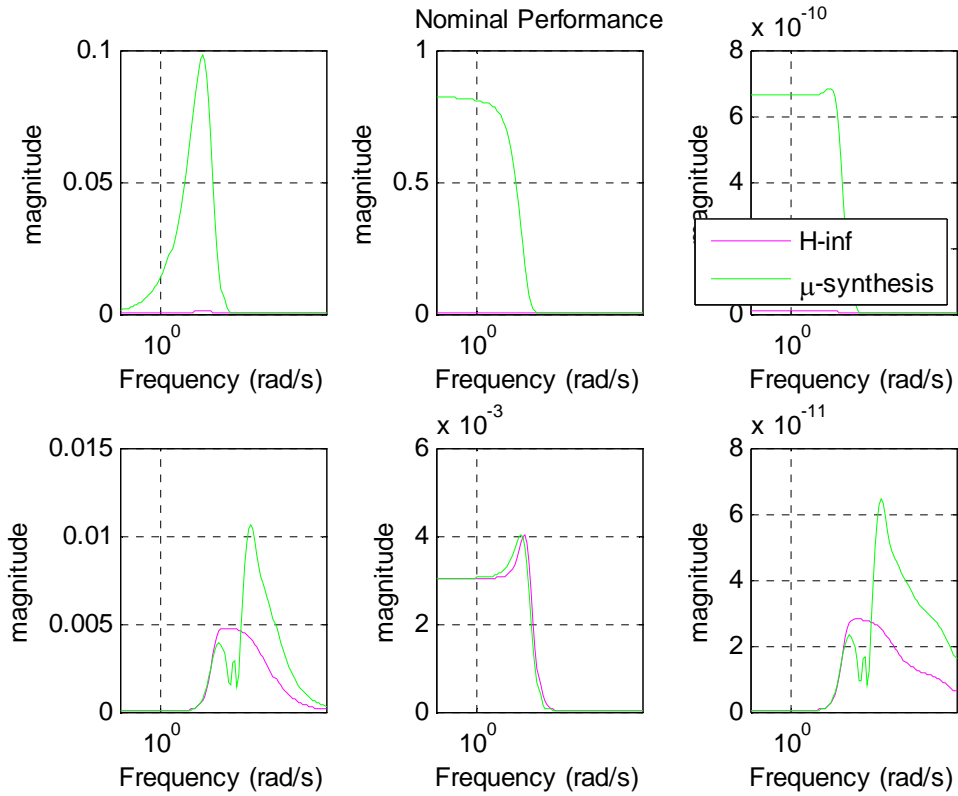 Nominal Performance
x 10^-10
0.1
0.05
0
magnitude
10^0
Frequency (rad/s)
1
0.5
0
magnitude
10^0
Frequency (rad/s)
8
6
4
0
magnitude
10^0
Frequency (rad/s)
H-inf
μ-synthesis
0.015
0.01
0.005
0
magnitude
10^0
Frequency (rad/s)
x 10^-3
6
4
2
0
magnitude
10^0
Frequency (rad/s)
x 10^-11
8
6
4
2
0
magnitude
10^0
Frequency (rad/s)